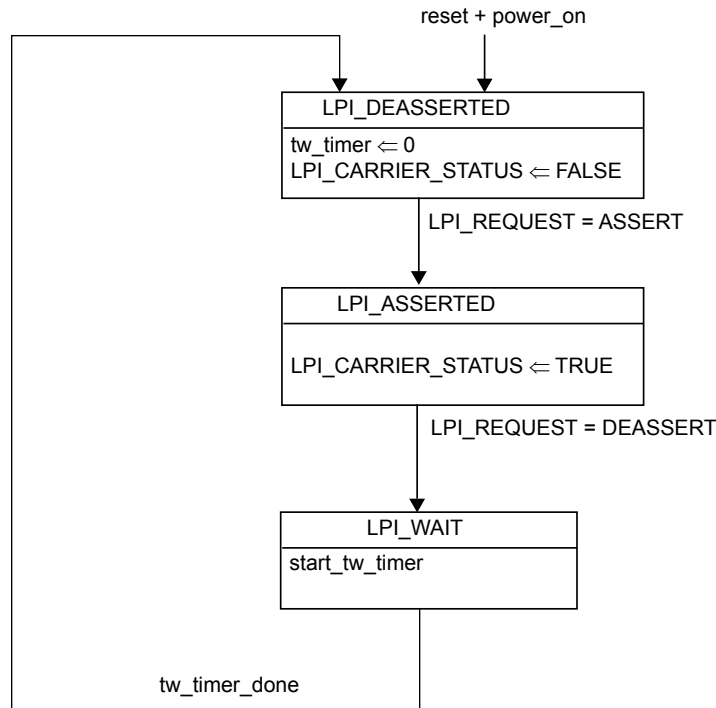 reset + power_on
LPI_DEASSERTED
tw_timer ⇐ 0
LPI_CARRIER_STATUS ⇐ FALSE
LPI_REQUEST = ASSERT
LPI_ASSERTED
LPI_CARRIER_STATUS ⇐ TRUE
LPI_REQUEST = DEASSERT
LPI_WAIT
start_tw_timer
tw_timer_done